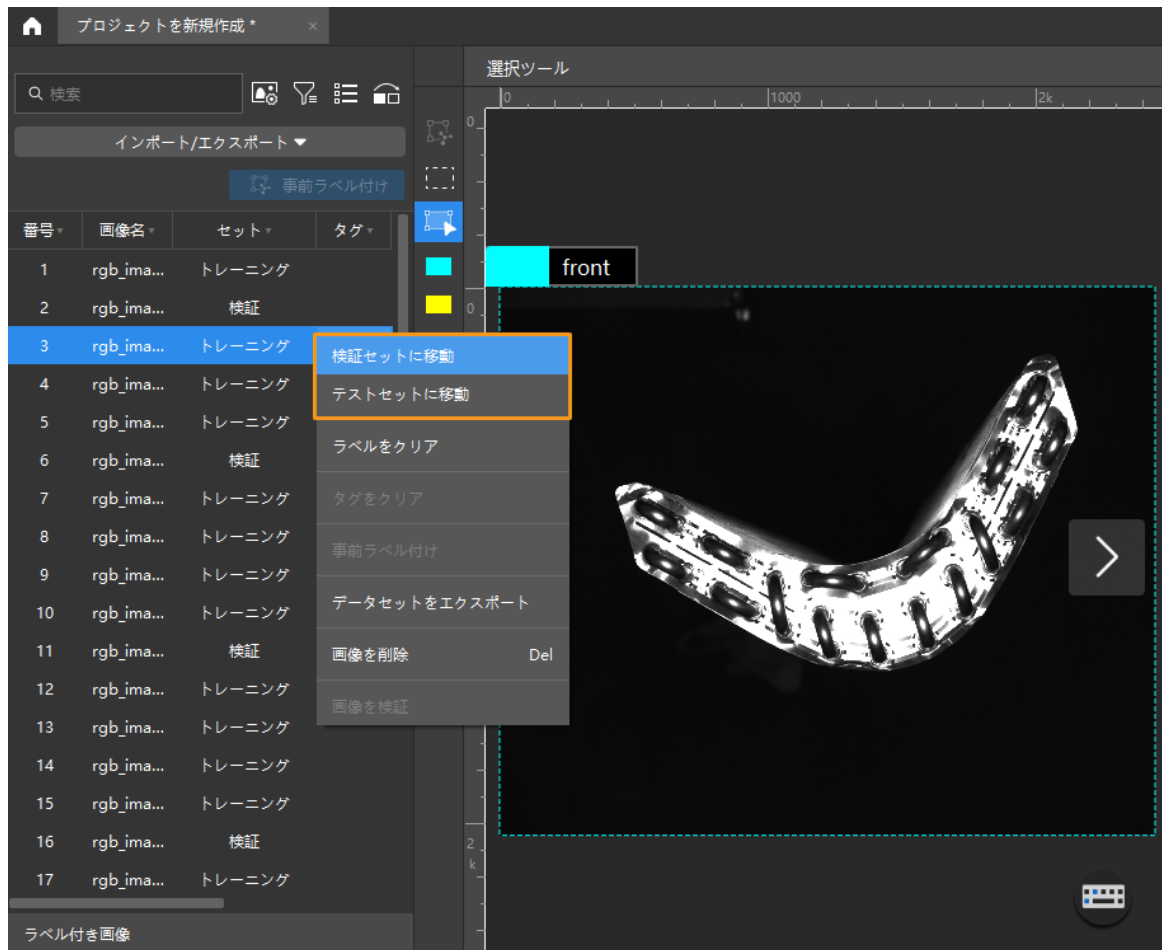 プロジェクトを新規作成 * ×
選択ツール
検索
0 1000 2k
インポート/エクスポート
0
事前ラベル付け
番号 画像名 セット タグ
front
1 rgb_ima... トレーニング
2 rgb_ima... 検証
0
3 rgb_ima... トレーニング
4 rgb_ima... トレーニング
5 rgb_ima... トレーニング
6 rgb_ima... 検証
7 rgb_ima... トレーニング
8 rgb_ima... トレーニング
9 rgb_ima... トレーニング
10 rgb_ima... トレーニング
11 rgb_ima... 検証
12 rgb_ima... トレーニング
13 rgb_ima... トレーニング
14 rgb_ima... トレーニング
15 rgb_ima... トレーニング
16 rgb_ima... 検証
17 rgb_ima... トレーニング
検証セットに移動
テストセットに移動
ラベルをクリア
タグをクリア
事前ラベル付け
データセットをエクスポート
画像を削除 Del
画像を検証
2
k
ラベル付き画像